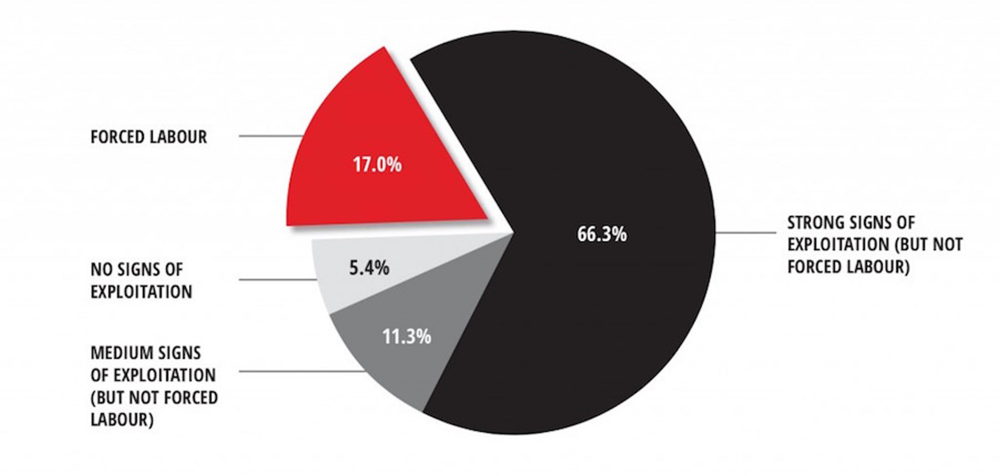 FORCED LABOUR
17.0%
66.3%
STRONG SIGNS OF
EXPLOITATION (BUT NOT
FORCED LABOUR)
NO SIGNS OF
EXPLOITATION
5.4%
MEDIUM SIGNS
OF EXPLOITATION
(BUT NOT FORCED
LABOUR)
11.3%